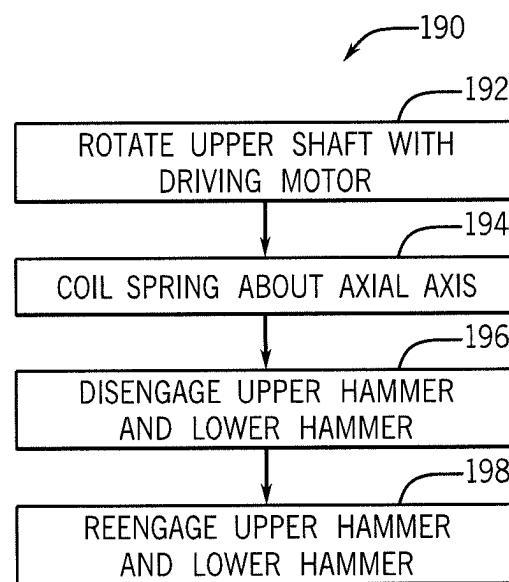 190
192
ROTATE UPPER SHAFT WITH
DRIVING MOTOR
194
COIL SPRING ABOUT AXIAL AXIS
196
DISENGAGE UPPER HAMMER
AND LOWER HAMMER
198
REENGAGE UPPER HAMMER
AND LOWER HAMMER